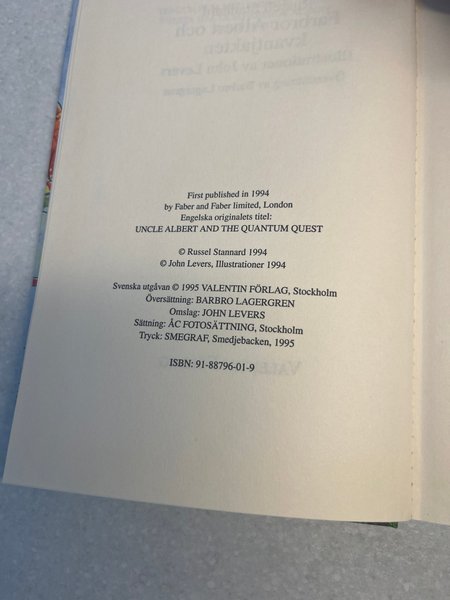 First published in 1994
by Faber and Faber limited, London
Engelska originalets titel:
UNCLE ALBERT AND THE QUANTUM QUEST
© Russel Stannard 1994
© John Levers, Illustrationer 1994
Svenska utgåvan © 1995 VALENTIN FÖRLAG, Stockholm
Översättning: BARBRO LAGERGREN
Omslag: JOHN LEVERS
Sättning: ÅC FOTOSÄTTNING, Stockholm
Tryck: SMEGRAF, Smedjebacken, 1995
ISBN: 91-88796-01-9